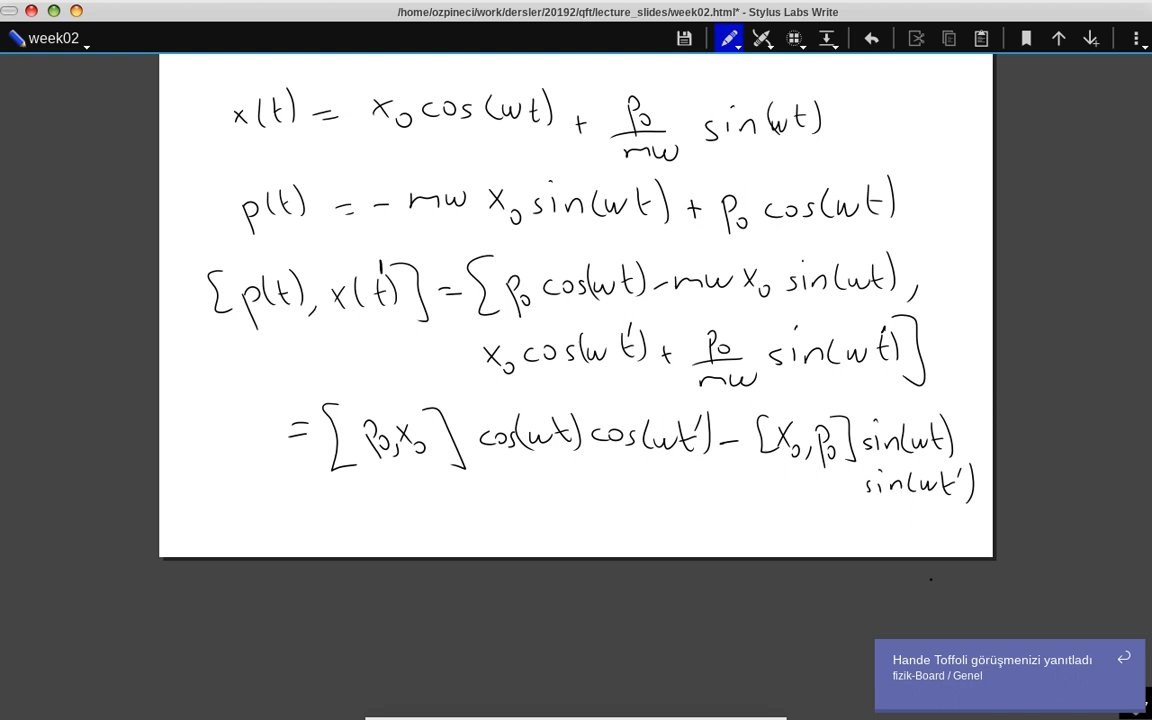 /home/ozpineci/work/dersler/20192/qft/lecture_slides/week02.html* - Stylus Labs Write
week02
x(t) = x₀ cos(ωt) + p₀/mω sin(ωt)
p(t) = - mω x₀ sin(ωt) + p₀ cos(ωt)
[p(t), x(t')] = [p₀ cos(ωt) - mω x₀ sin(ωt),
x₀ cos(ωt') + p₀/mω sin(ωt')]
= [p₀, x₀] cos(ωt) cos(ωt') - [x₀, p₀] sin(ωt)
sin(ωt')
Hande Toffoli görüşmenizi yanıtladı
fizik-Board / Genel